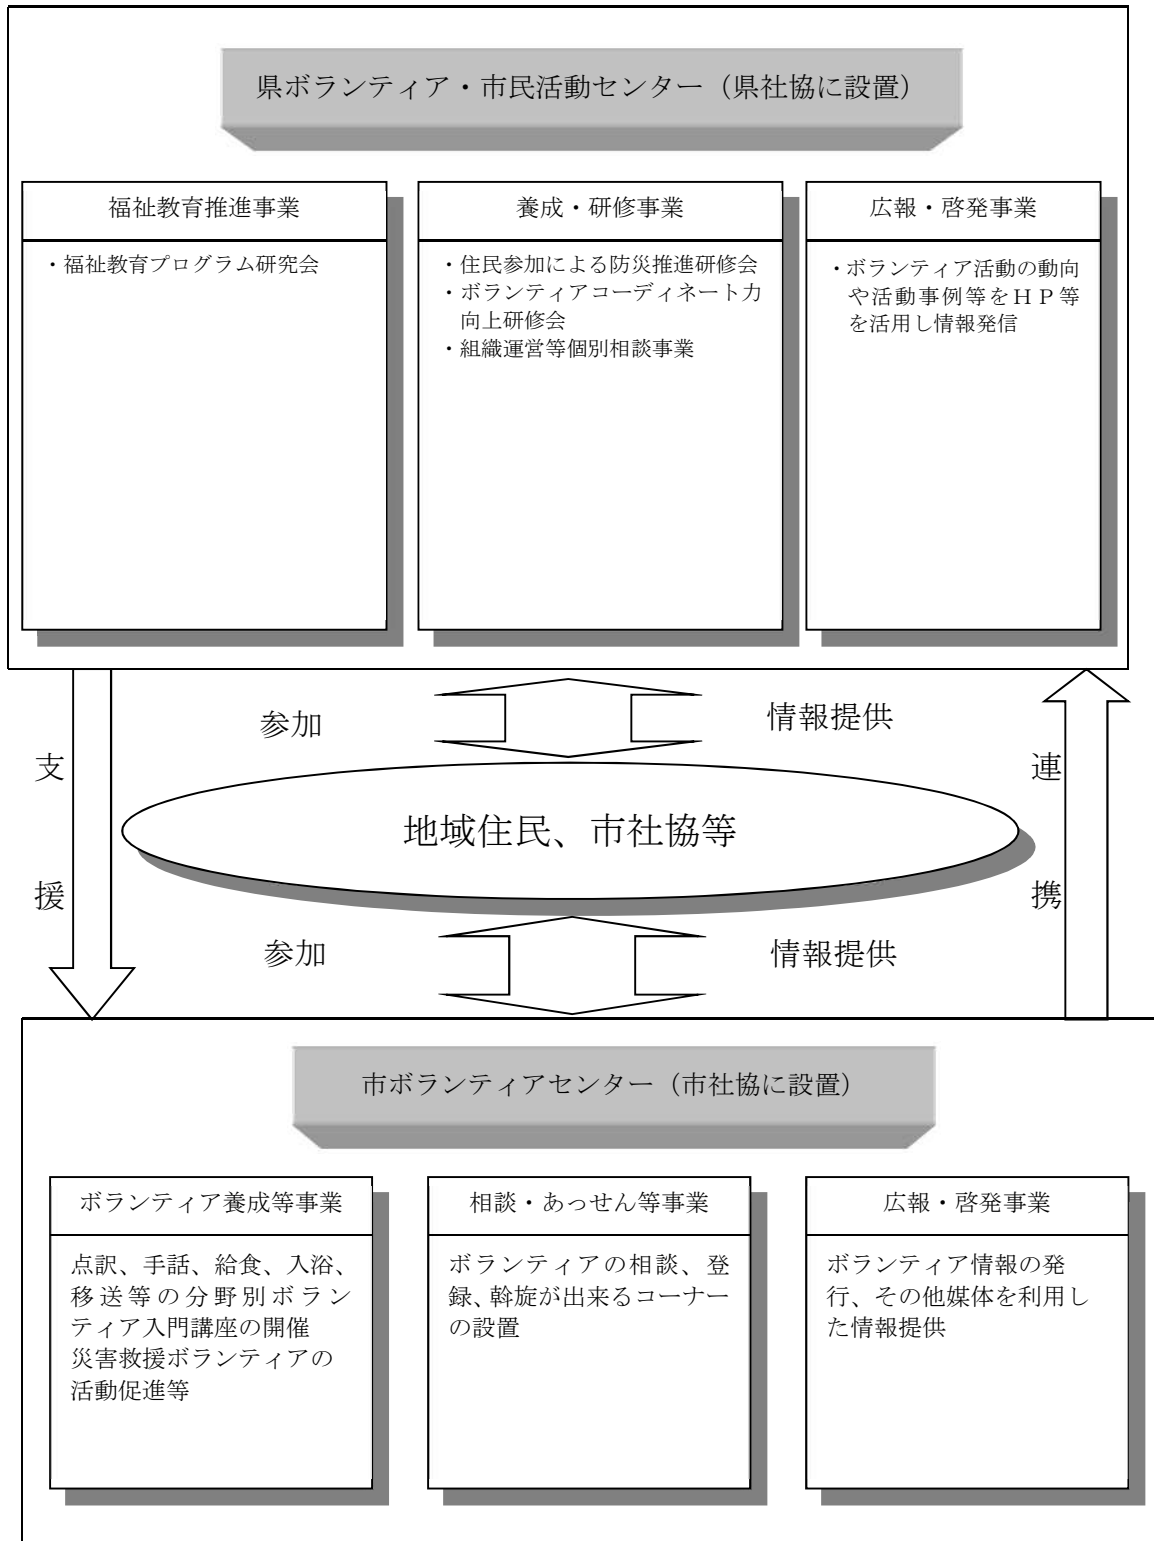 県ボランティア・市民活動センター（県社協に設置）
福祉教育推進事業
・福祉教育プログラム研究会
養成・研修事業
・住民参加による防災推進研修会
・ボランティアコーディネート力
向上研修会
・組織運営等個別相談事業
広報・啓発事業
・ボランティア活動の動向
や活動事例等をＨＰ等
を活用し情報発信
参加
情報提供
支援
連携
地域住民、市社協等
参加
情報提供
市ボランティアセンター（市社協に設置）
ボランティア養成等事業
点訳、手話、給食、入浴、
移送等の分野別ボラン
ティア入門講座の開催
災害救援ボランティアの
活動促進等
相談・あっせん等事業
ボランティアの相談、登
録、斡旋が出来るコーナー
の設置
広報・啓発事業
ボランティア情報の発
行、その他媒体を利用し
た情報提供